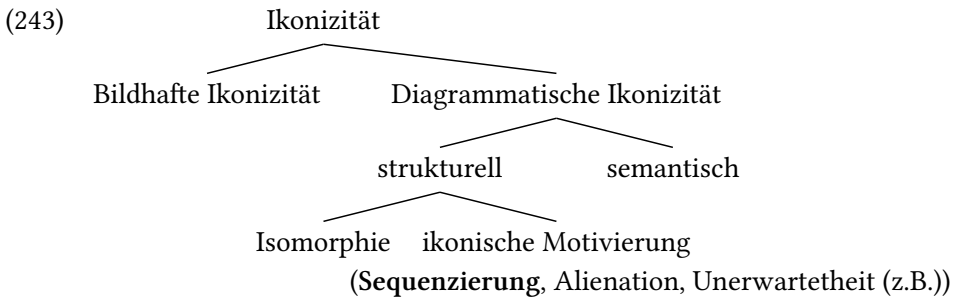 (243) Ikonizität
Bildhafte Ikonizität Diagrammatische Ikonizität
strukturell semantisch
Isomorphie ikonische Motivierung
(Sequenzierung, Alienation, Unerwartetheit (z.B.))